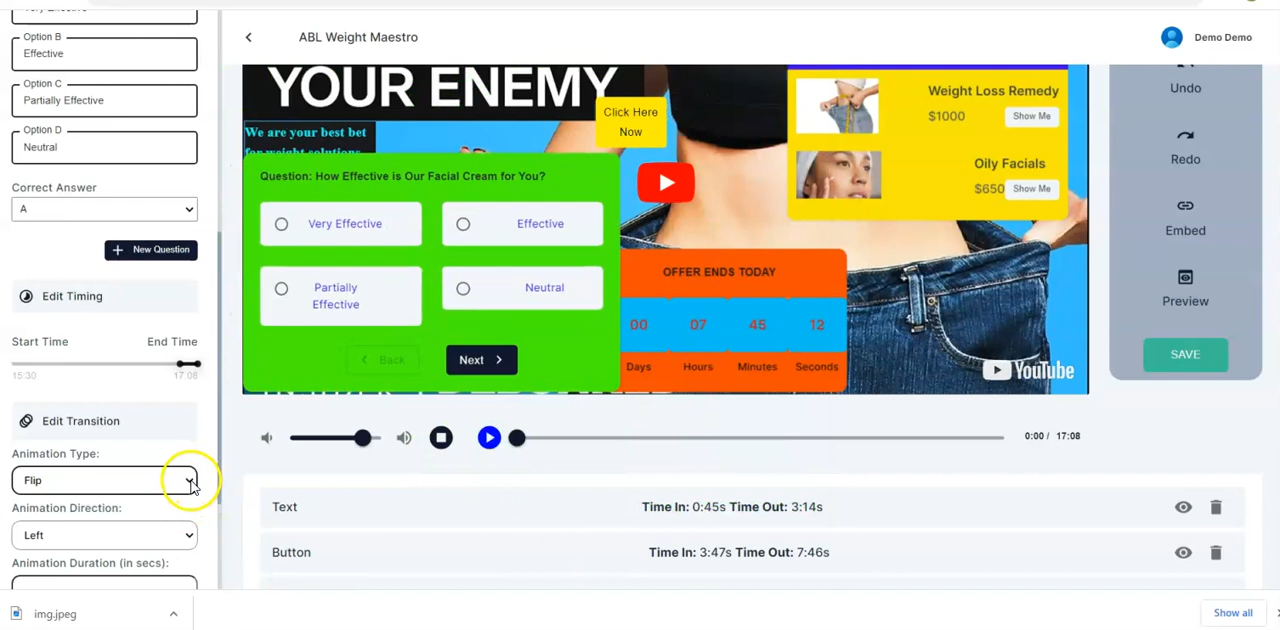 Option B
Effective
Option C
Partially Effective
Option D
Neutral
Correct Answer
A
New Question
Edit Timing
Start Time End Time
15:30 17:08
Edit Transition
Animation Type:
Flip
Animation Direction:
Left
Animation Duration (in secs):
ABL Weight Maestro
Demo Demo
YOUR ENEMY
We are your best bet
for weight solutions
Click Here
Now
Weight Loss Remedy
$1000 Show Me
Oily Facials
$650 Show Me
Question: How Effective is Our Facial Cream for You?
Very Effective Effective
Partially
Effective
Neutral
Back Next
OFFER ENDS TODAY
00 07 45 12
Days Hours Minutes Seconds
YouTube
Undo
Redo
Embed
Preview
SAVE
0:00 / 17:08
Text Time In: 0:45s Time Out: 3:14s
Button Time In: 3:47s Time Out: 7:46s
img.jpeg
Show all